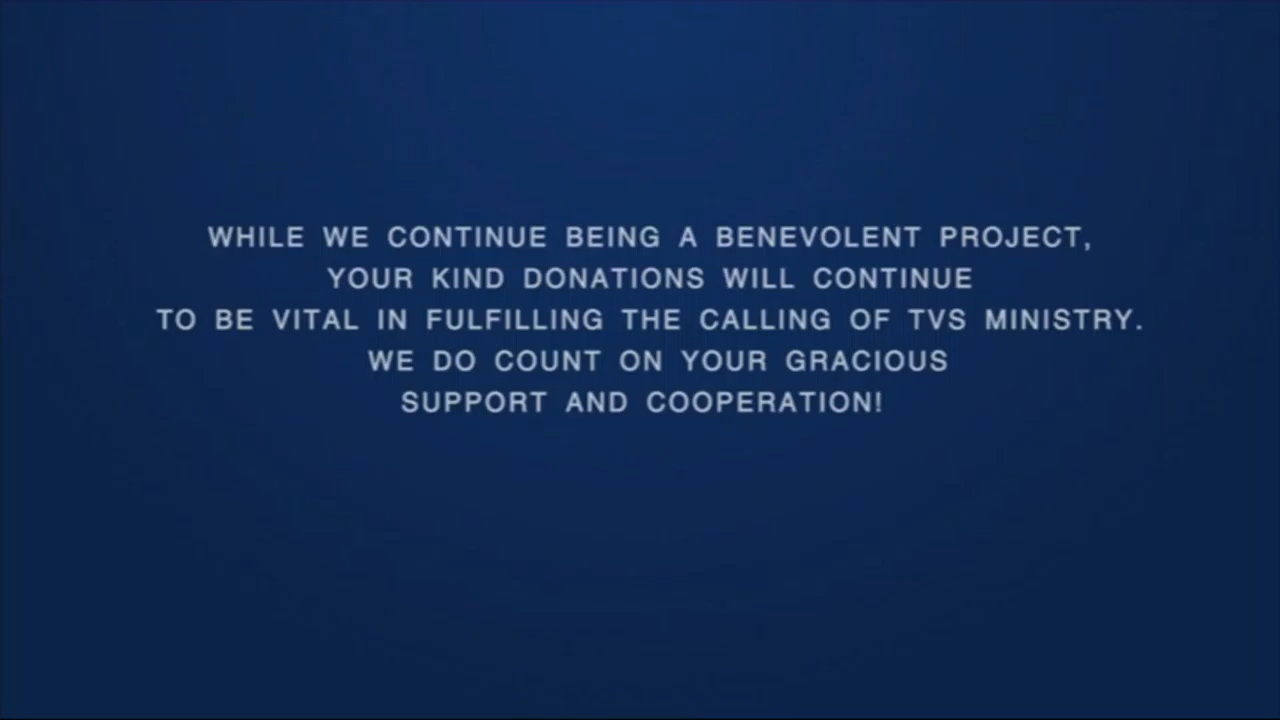 WHILE WE CONTINUE BEING A BENEVOLENT PROJECT,
YOUR KIND DONATIONS WILL CONTINUE
TO BE VITAL IN FULFILLING THE CALLING OF TVS MINISTRY.
WE DO COUNT ON YOUR GRACIOUS
SUPPORT AND COOPERATION!